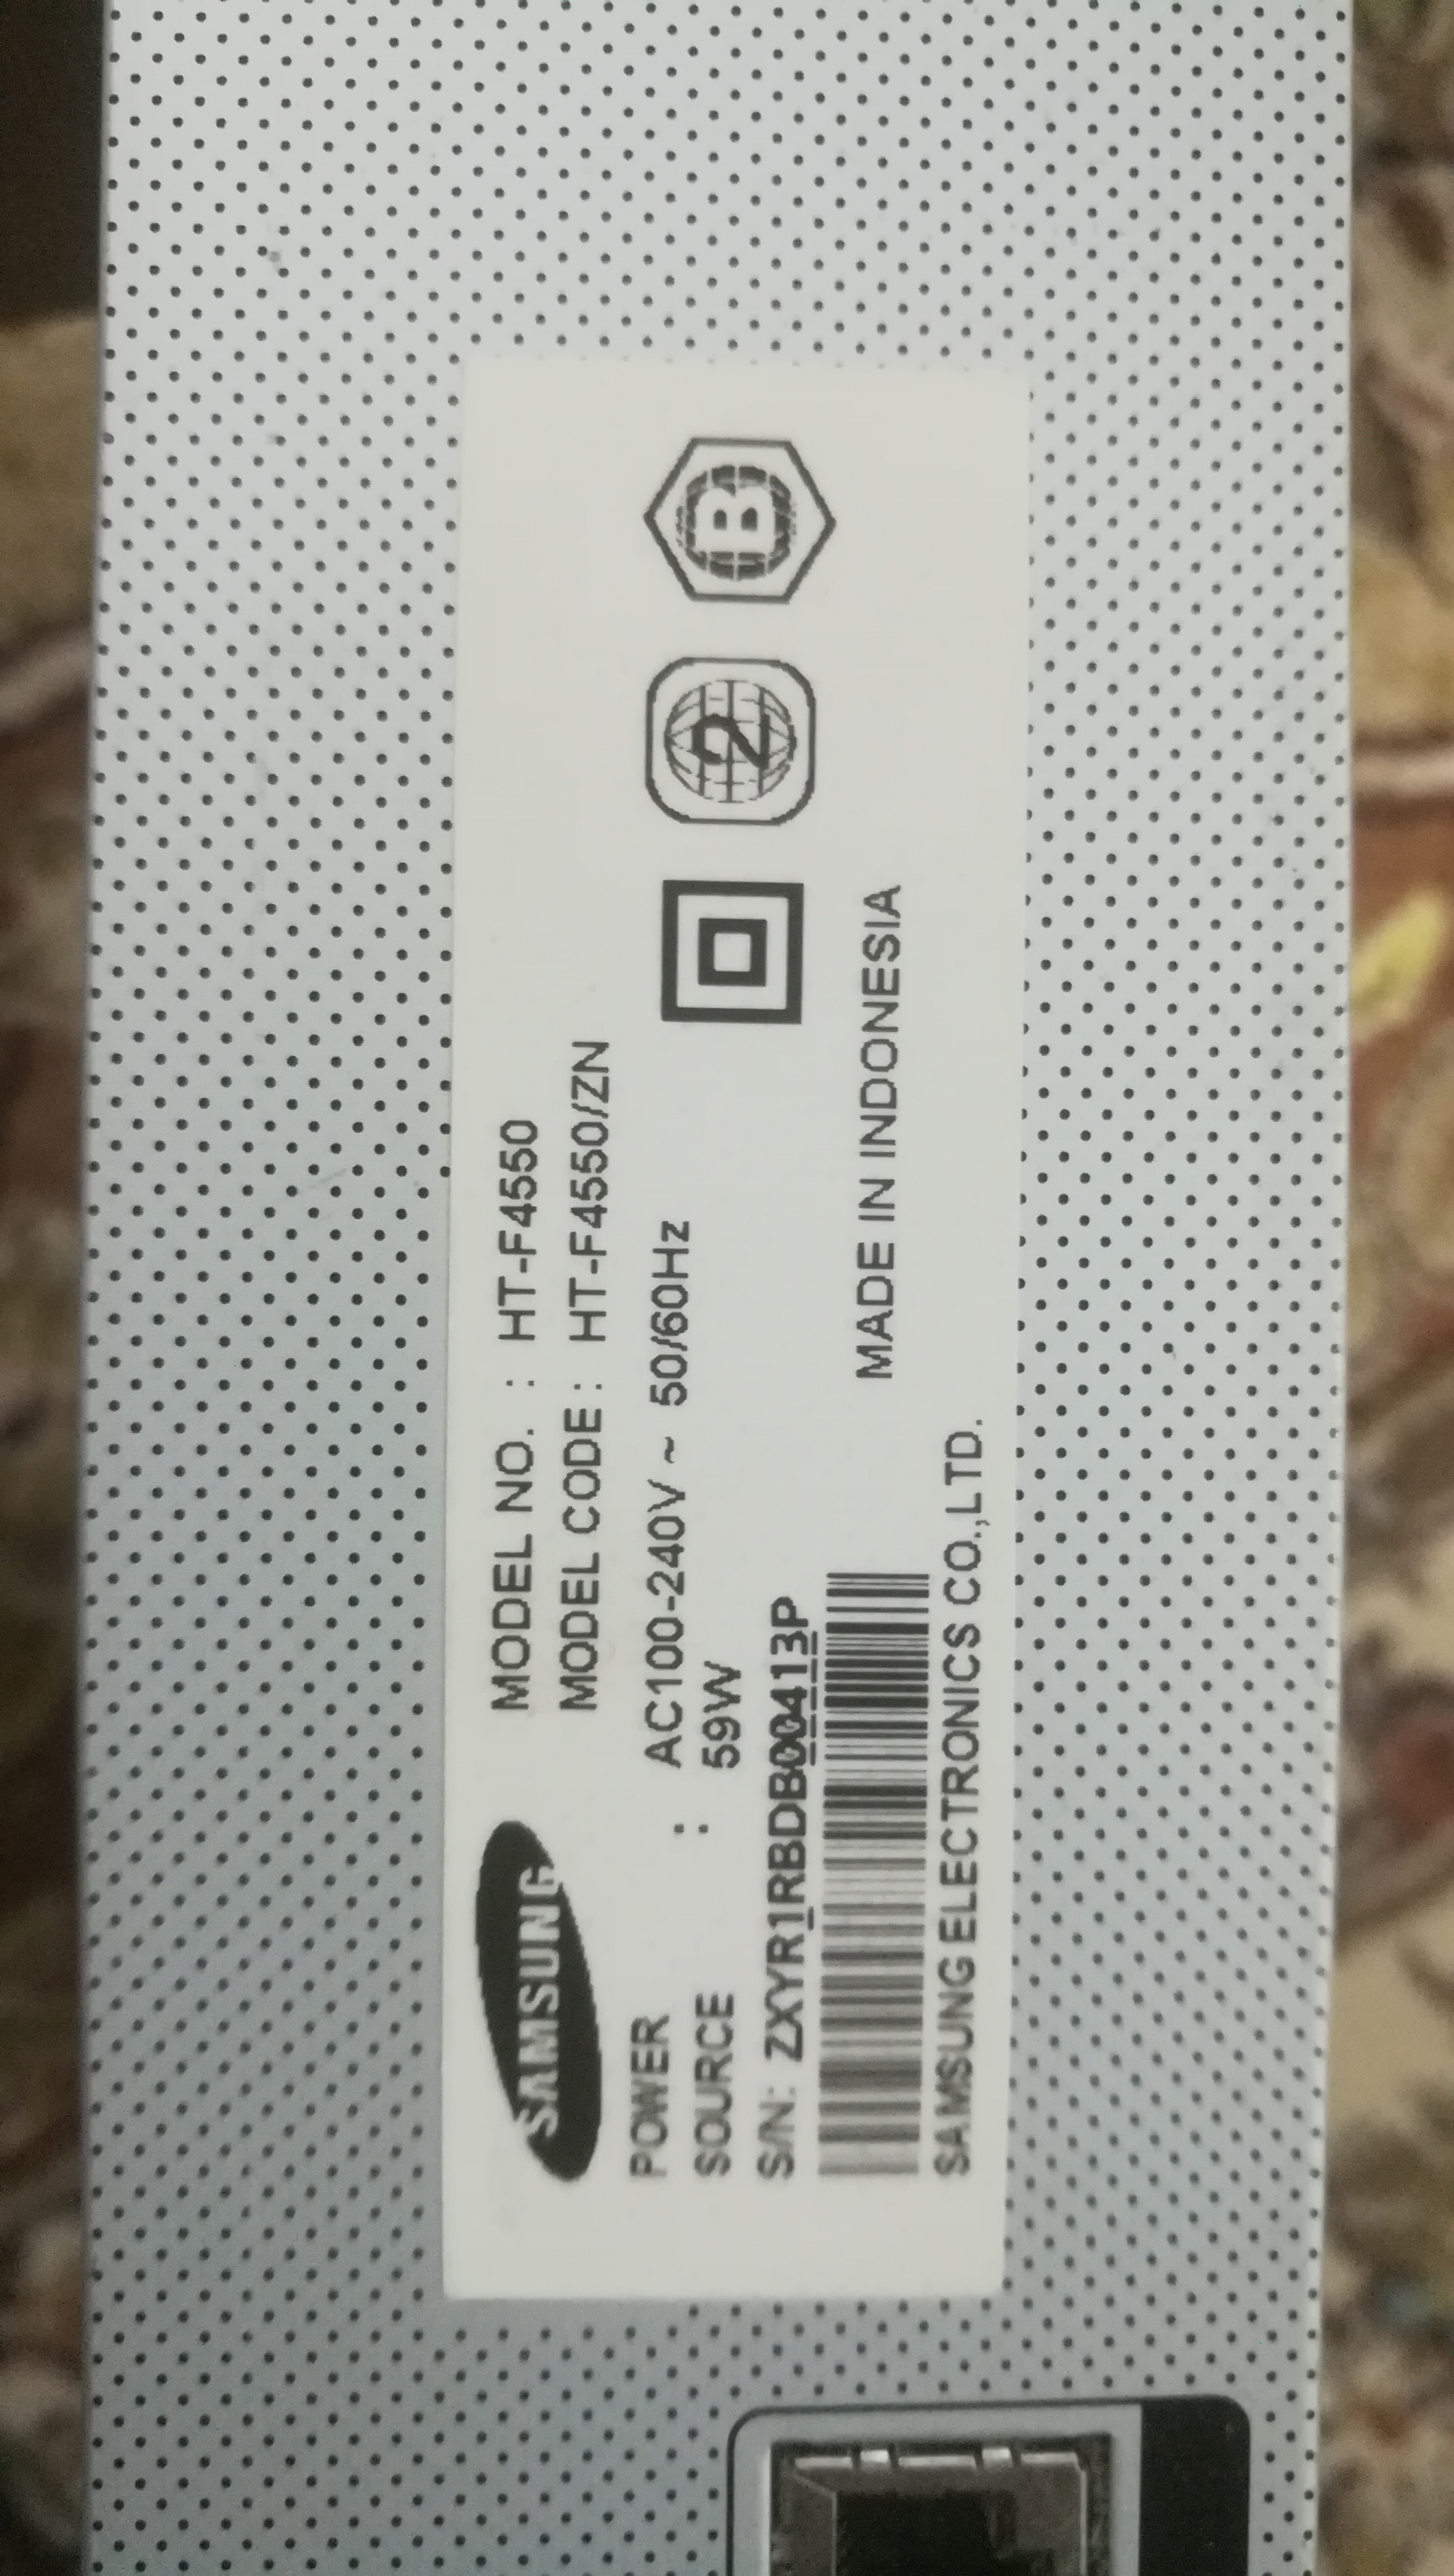 SAMSUNG
MODEL NO. : HT-F4550
MODEL CODE : HT-F4550/ZN
POWER SOURCE : AC100-240V ~ 50/60Hz
59W
S/N: ZXYR1RBDB00413P
MADE IN INDONESIA
SAMSUNG ELECTRONICS CO.,LTD.
2
B